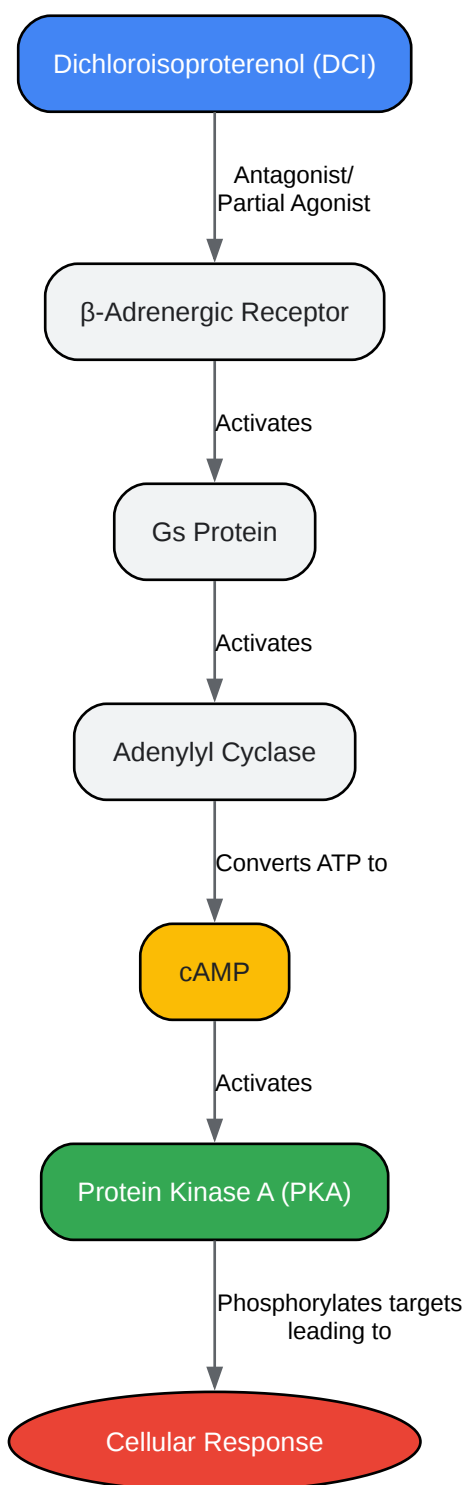 Dichloroisoproterenol (DCI)
Antagonist/
Partial Agonist
β-Adrenergic Receptor
Activates
Gs Protein
Activates
Adenylyl Cyclase
Converts ATP to
cAMP
Activates
Protein Kinase A (PKA)
Phosphorylates targets
leading to
Cellular Response